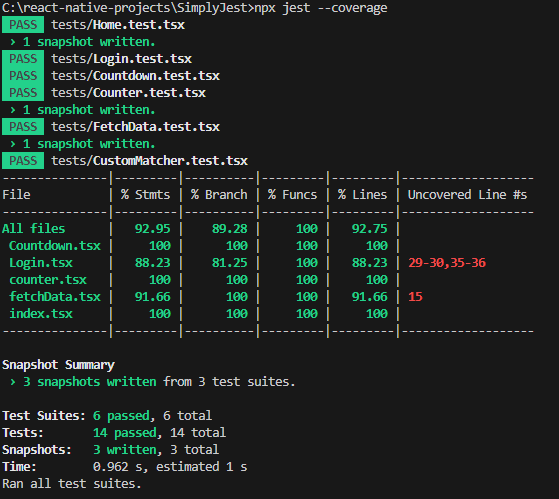 C:\react-native-projects\SimplyJest>npx jest --coverage
PASS tests/Home.test.tsx
› 1 snapshot written.
PASS tests/Login.test.tsx
PASS tests/Countdown.test.tsx
PASS tests/Counter.test.tsx
› 1 snapshot written.
PASS tests/FetchData.test.tsx
› 1 snapshot written.
PASS tests/CustomMatcher.test.tsx
---------------|---------|----------|---------|---------|-------------------
File           | % Stmts | % Branch | % Funcs | % Lines | Uncovered Line #s
---------------|---------|----------|---------|---------|-------------------
All files      |   92.95 |    89.28 |     100 |   92.75 |
 Countdown.tsx |     100 |      100 |     100 |     100 |
 Login.tsx     |   88.23 |    81.25 |     100 |   88.23 | 29-30,35-36
 counter.tsx   |     100 |      100 |     100 |     100 |
 fetchData.tsx |   91.66 |      100 |     100 |   91.66 | 15
 index.tsx     |     100 |      100 |     100 |     100 |
---------------|---------|----------|---------|---------|-------------------
Snapshot Summary
› 3 snapshots written from 3 test suites.
Test Suites: 6 passed, 6 total
Tests:       14 passed, 14 total
Snapshots:   3 written, 3 total
Time:        0.962 s, estimated 1 s
Ran all test suites.